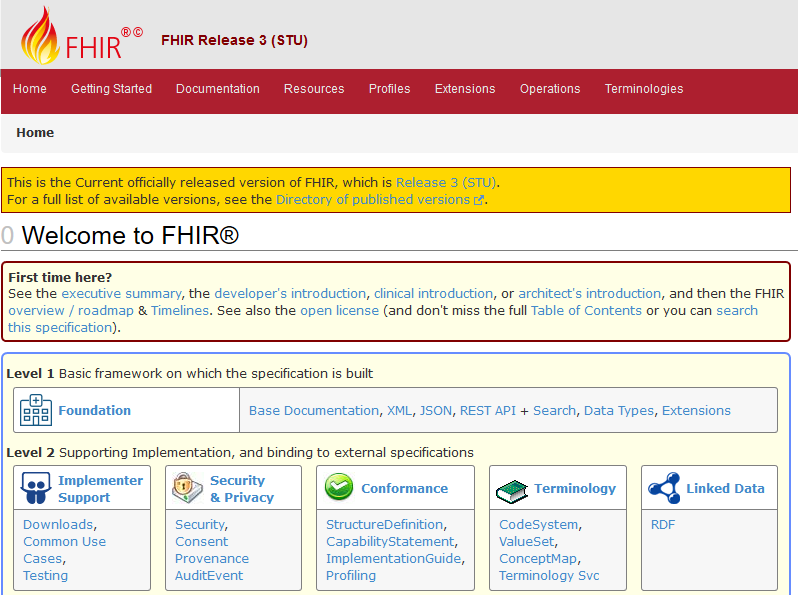 FHIR®© FHIR Release 3 (STU)
Home Getting Started Documentation Resources Profiles Extensions Operations Terminologies
Home
This is the Current officially released version of FHIR, which is Release 3 (STU).
For a full list of available versions, see the Directory of published versions.
0 Welcome to FHIR®
First time here?
See the executive summary, the developer's introduction, clinical introduction, or architect's introduction, and then the FHIR
overview / roadmap & Timelines. See also the open license (and don't miss the full Table of Contents or you can search
this specification).
Level 1 Basic framework on which the specification is built
Foundation Base Documentation, XML, JSON, REST API + Search, Data Types, Extensions
Level 2 Supporting Implementation, and binding to external specifications
Implementer
Support
Downloads,
Common Use
Cases,
Testing
Security
& Privacy
Security,
Consent
Provenance
AuditEvent
Conformance
StructureDefinition,
CapabilityStatement,
ImplementationGuide,
Profiling
Terminology
CodeSystem,
ValueSet,
ConceptMap,
Terminology Svc
Linked Data
RDF